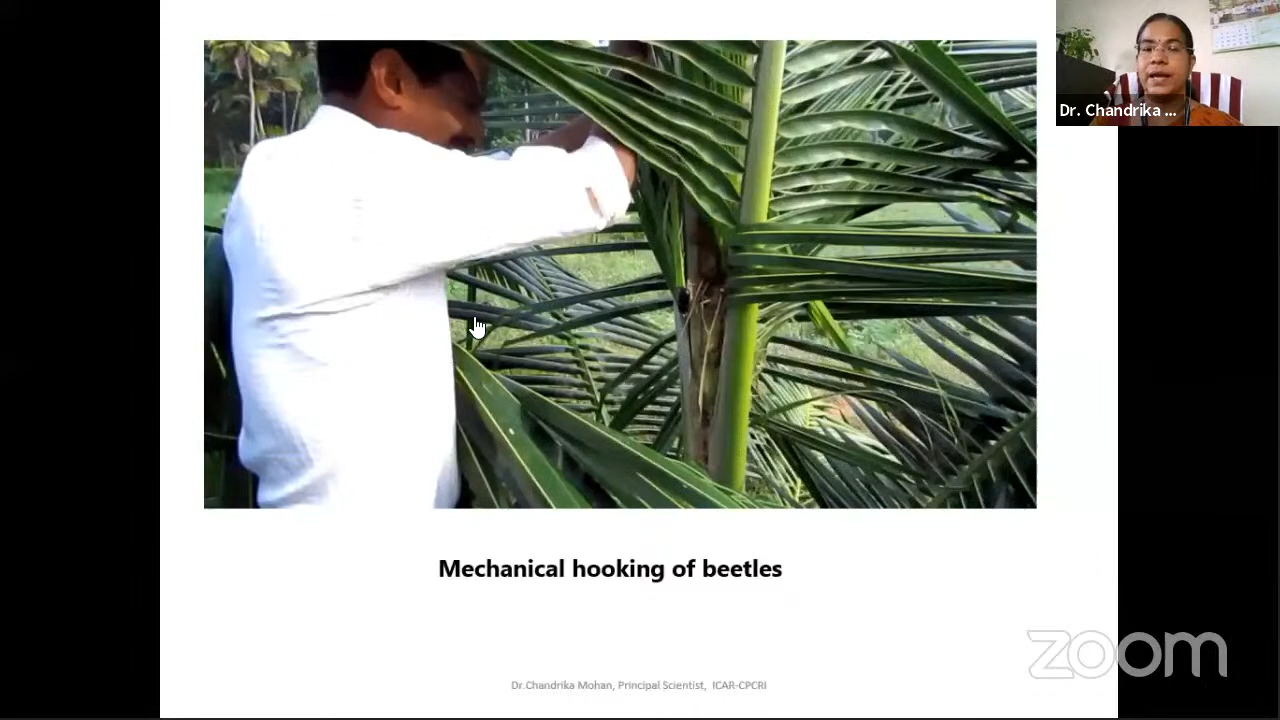 Dr. Chandrika ...
Mechanical hooking of beetles
Dr.Chandrika Mohan, Principal Scientist, ICAR-CPCRI
zoom